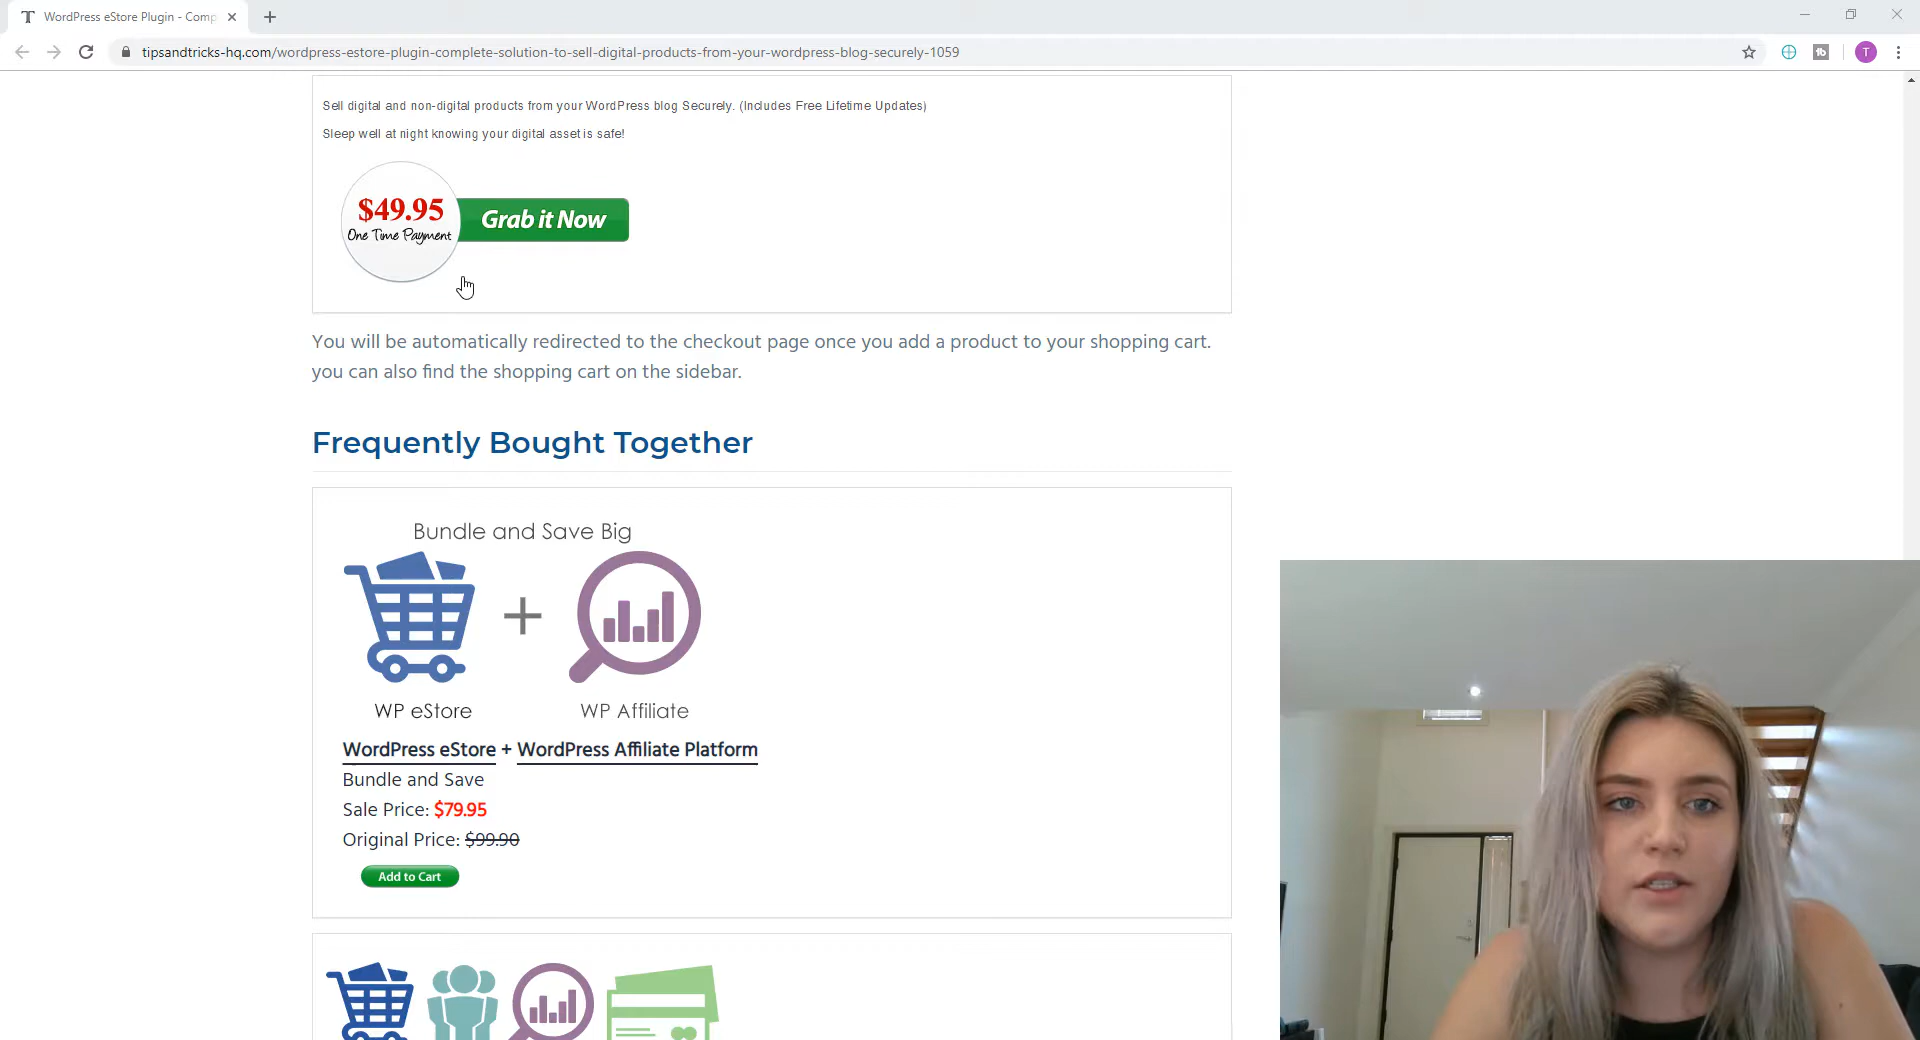 WordPress eStore Plugin - Comp
tipsandtricks-hq.com/wordpress-estore-plugin-complete-solution-to-sell-digital-products-from-your-wordpress-blog-securely-1059
T
Sell digital and non-digital products from your WordPress blog Securely. (Includes Free Lifetime Updates)
Sleep well at night knowing your digital asset is safe!
$49.95
One Time Payment
Grab it Now
You will be automatically redirected to the checkout page once you add a product to your shopping cart.
you can also find the shopping cart on the sidebar.
Frequently Bought Together
Bundle and Save Big
WP eStore
WP Affiliate
WordPress eStore + WordPress Affiliate Platform
Bundle and Save
Sale Price: $79.95
Original Price: $99.90
Add to Cart